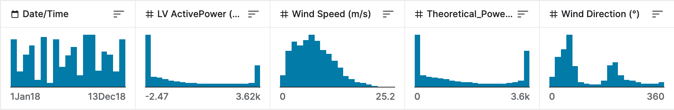 Date/Time
# LV ActivePower (...
# Wind Speed (m/s)
# Theoretical_Powe...
# Wind Direction (°)
1Jan18 13Dec18
-2.47 3.62k
0 25.2
0 3.6k
0 360